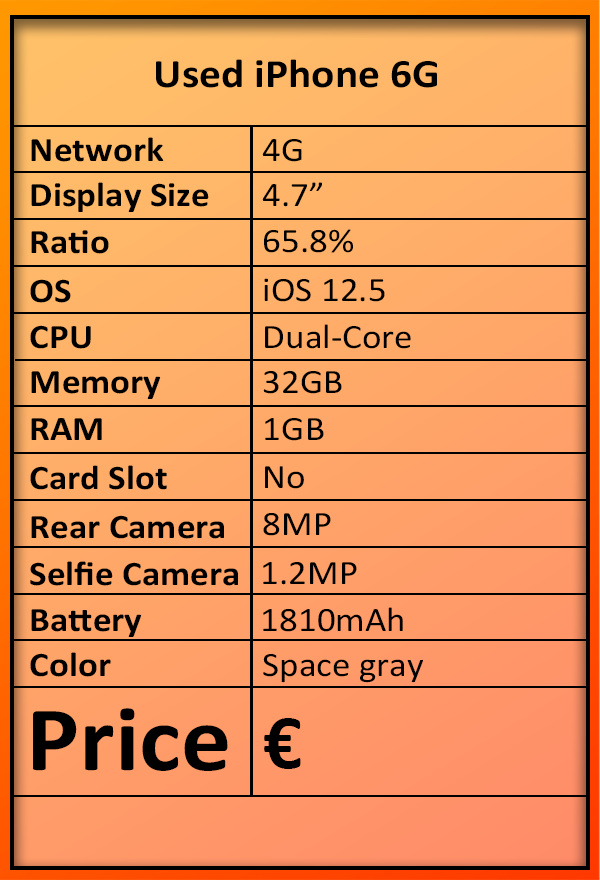 Used iPhone 6G
Network 4G
Display Size 4.7”
Ratio 65.8%
OS iOS 12.5
CPU Dual-Core
Memory 32GB
RAM 1GB
Card Slot No
Rear Camera 8MP
Selfie Camera 1.2MP
Battery 1810mAh
Color Space gray
Price €